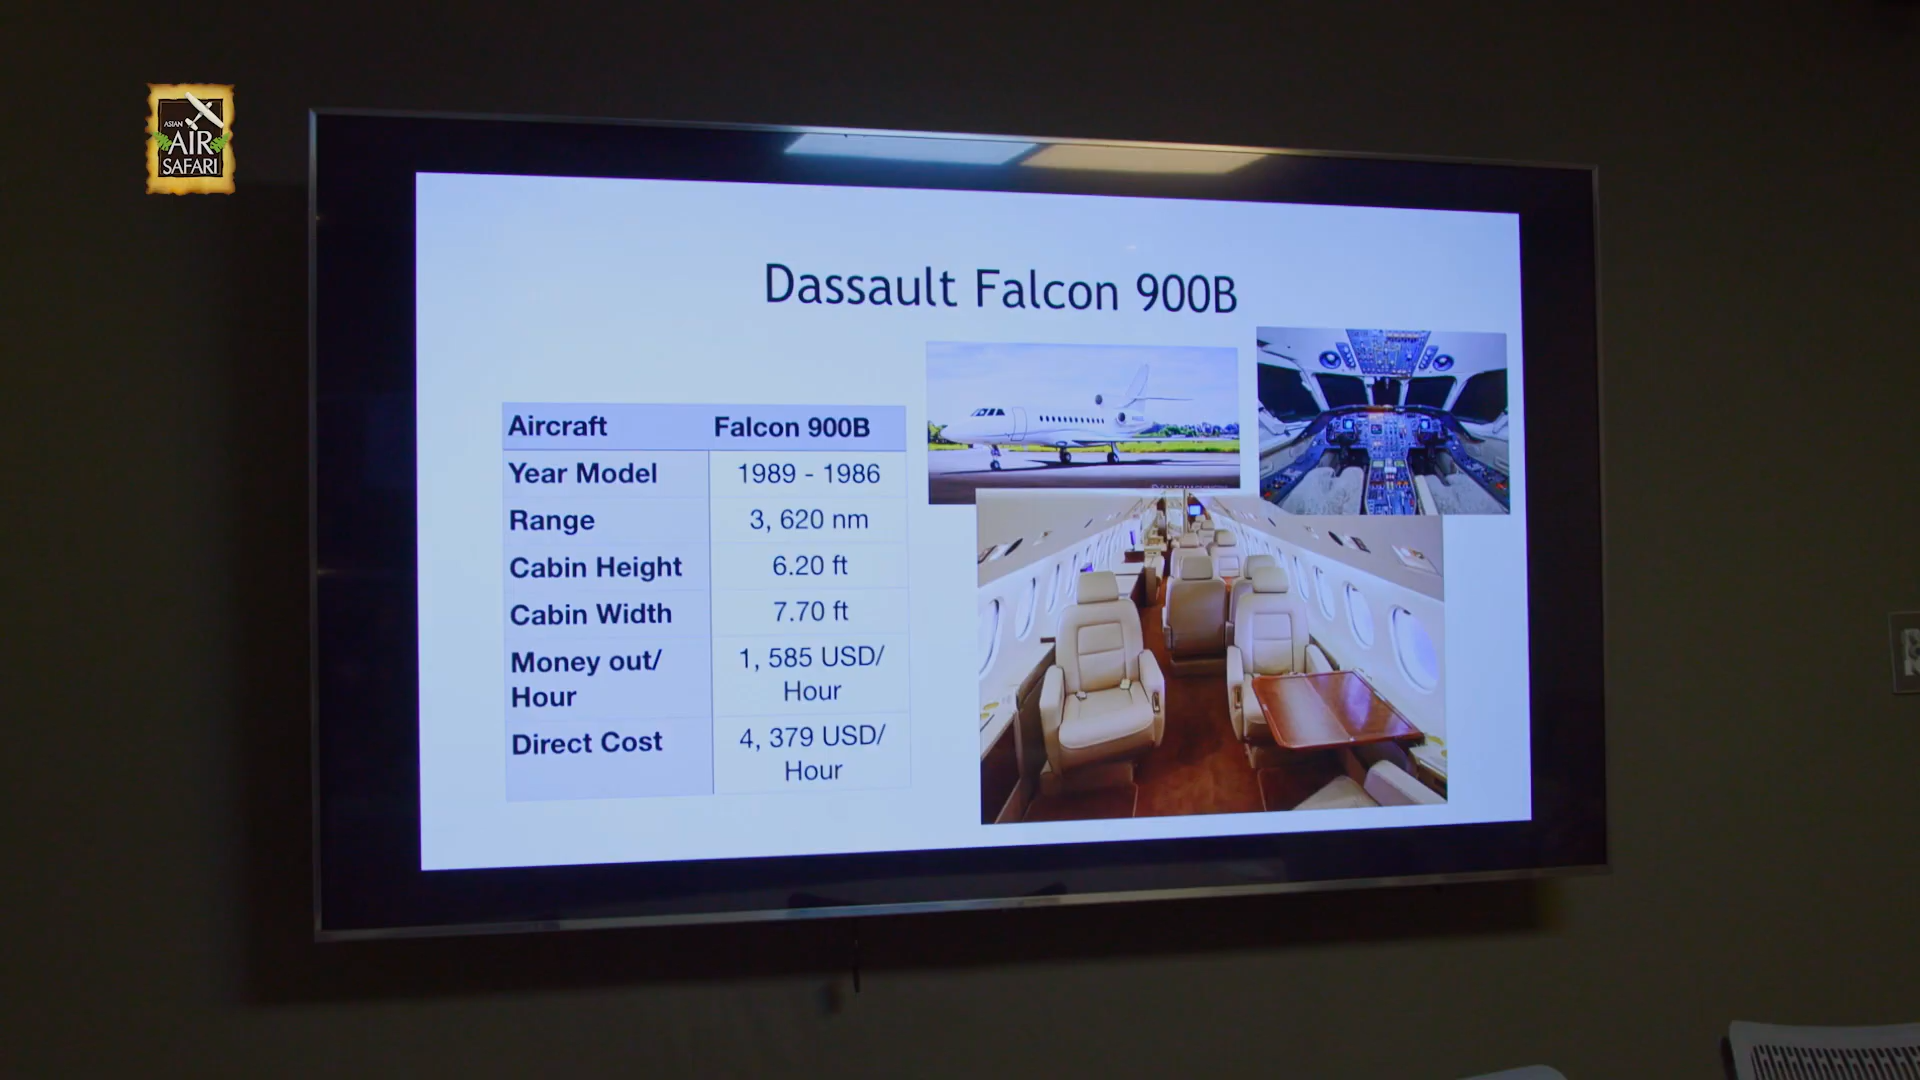 ASIAN
AIR
SAFARI
Dassault Falcon 900B
Aircraft Falcon 900B
Year Model 1989 - 1986
Range 3, 620 nm
Cabin Height 6.20 ft
Cabin Width 7.70 ft
Money out/ 1, 585 USD/
Hour Hour
Direct Cost 4, 379 USD/
Hour